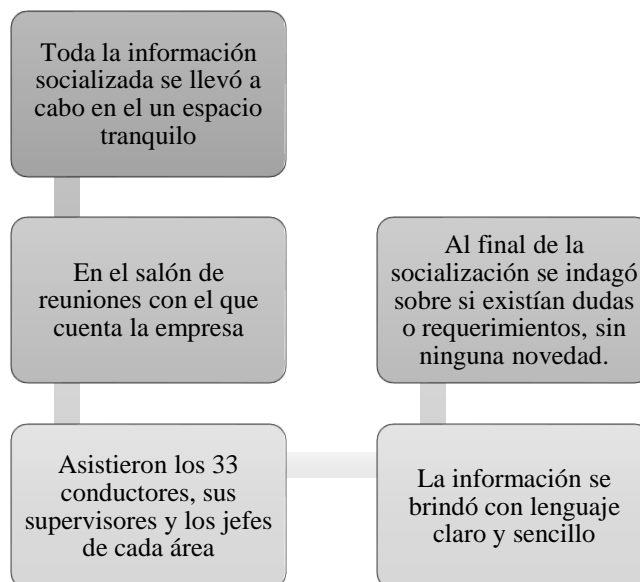 Toda la información
socializada se llevó a
cabo en el un espacio
tranquilo
En el salón de
reuniones con el que
cuenta la empresa
Asistieron los 33
conductores, sus
supervisores y los jefes
de cada área
La información se
brindó con lenguaje
claro y sencillo
Al final de la
socialización se indagó
sobre si existían dudas
o requerimientos, sin
ninguna novedad.